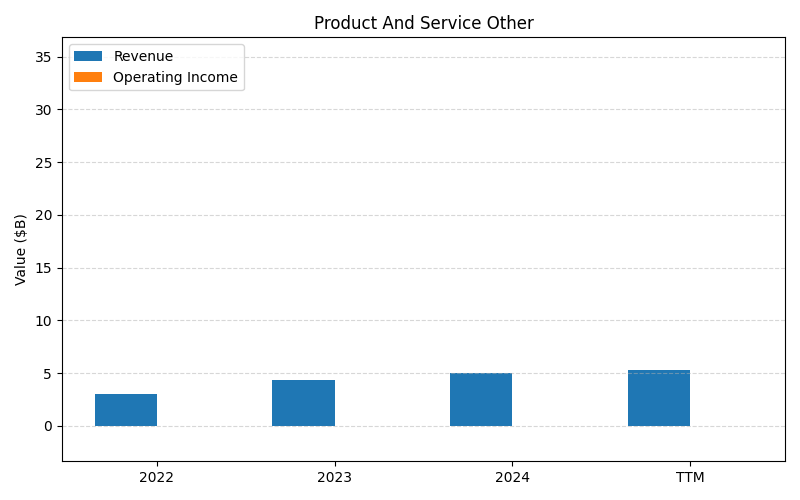 Product And Service Other
Revenue
Operating Income
Value ($B)
35
30
25
20
15
10
5
0
2022 2023 2024 TTM